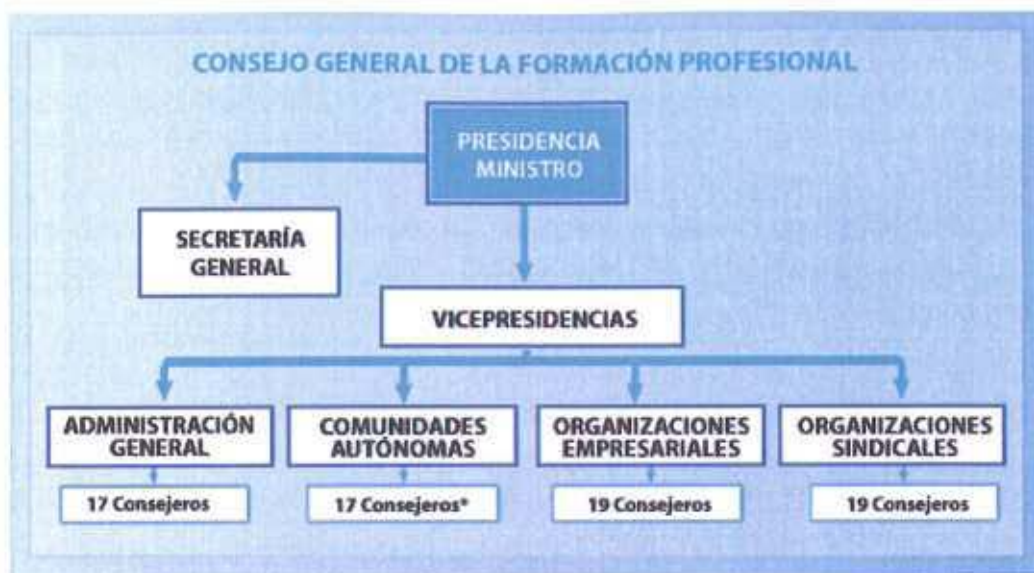 CONSEJO GENERAL DE LA FORMACIÓN PROFESIONAL
PRESIDENCIA
MINISTRO
SECRETARÍA
GENERAL
VICEPRESIDENCIAS
ADMINISTRACIÓN
GENERAL
COMUNIDADES
AUTÓNOMAS
ORGANIZACIONES
EMPRESARIALES
ORGANIZACIONES
SINDICALES
17 Consejeros
17 Consejeros*
19 Consejeros
19 Consejeros